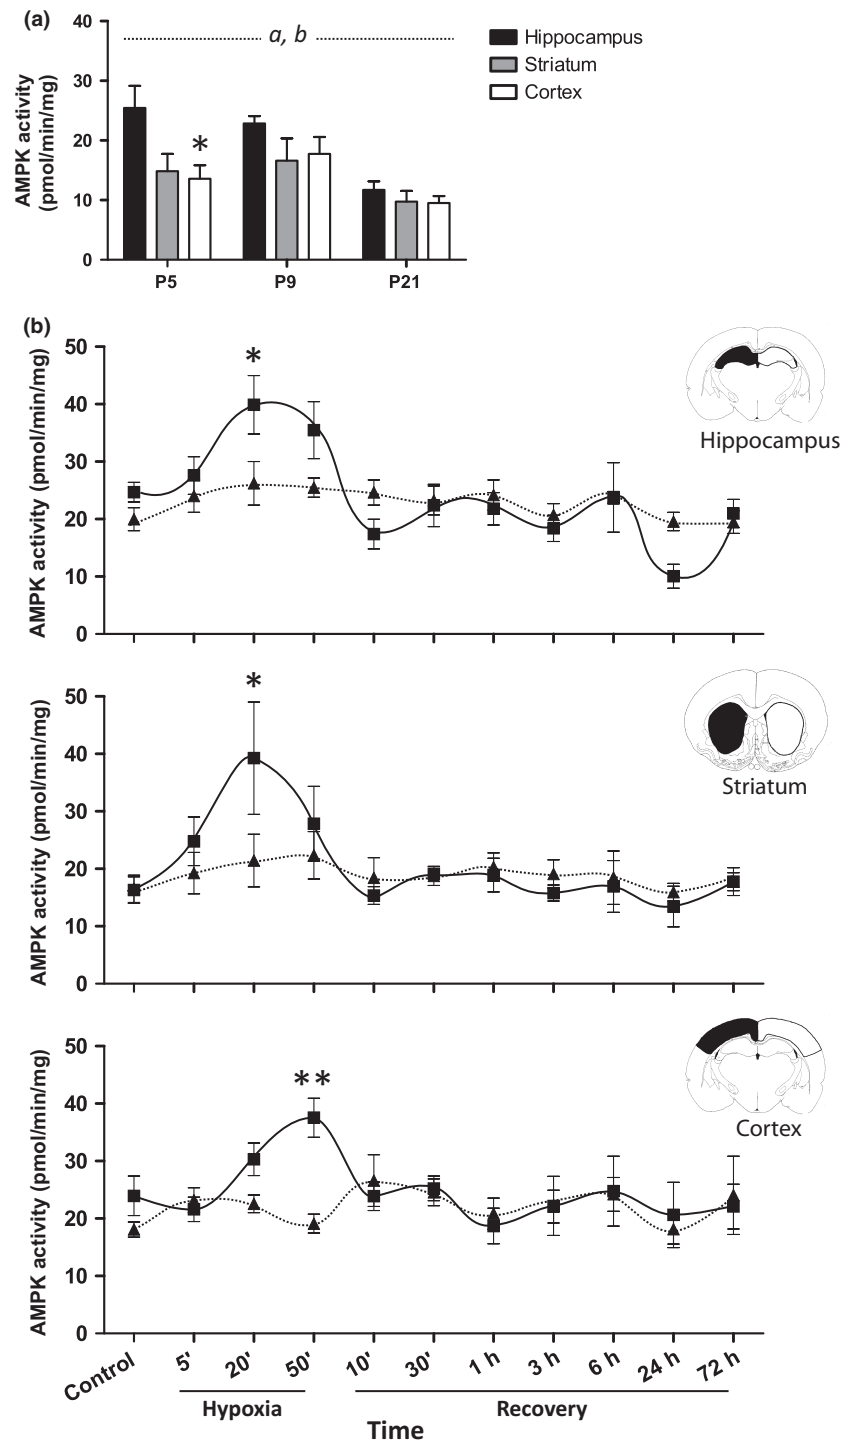 (a)
40
30
20
10
0
AMPK activity
(pmol/min/mg)
a, b
*
Hippocampus
Striatum
Cortex
P5 P9 P21
(b)
50
40
30
20
10
0
AMPK activity (pmol/min/mg)
*
Hippocampus
50
40
30
20
10
0
AMPK activity (pmol/min/mg)
*
Striatum
50
40
30
20
10
0
AMPK activity (pmol/min/mg)
**
Cortex
Control 5' 20' 50' 10' 30' 1 h 3 h 6 h 24 h 72 h
Hypoxia Recovery
Time